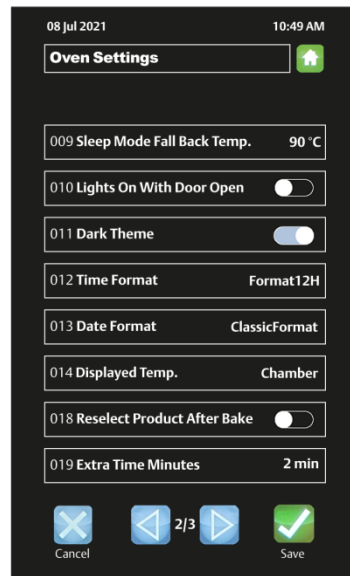 08 Jul 2021 10:49 AM
Oven Settings
009 Sleep Mode Fall Back Temp. 90 °C
010 Lights On With Door Open
011 Dark Theme
012 Time Format Format12H
013 Date Format ClassicFormat
014 Displayed Temp. Chamber
018 Reselect Product After Bake
019 Extra Time Minutes 2 min
2/3
Cancel Save